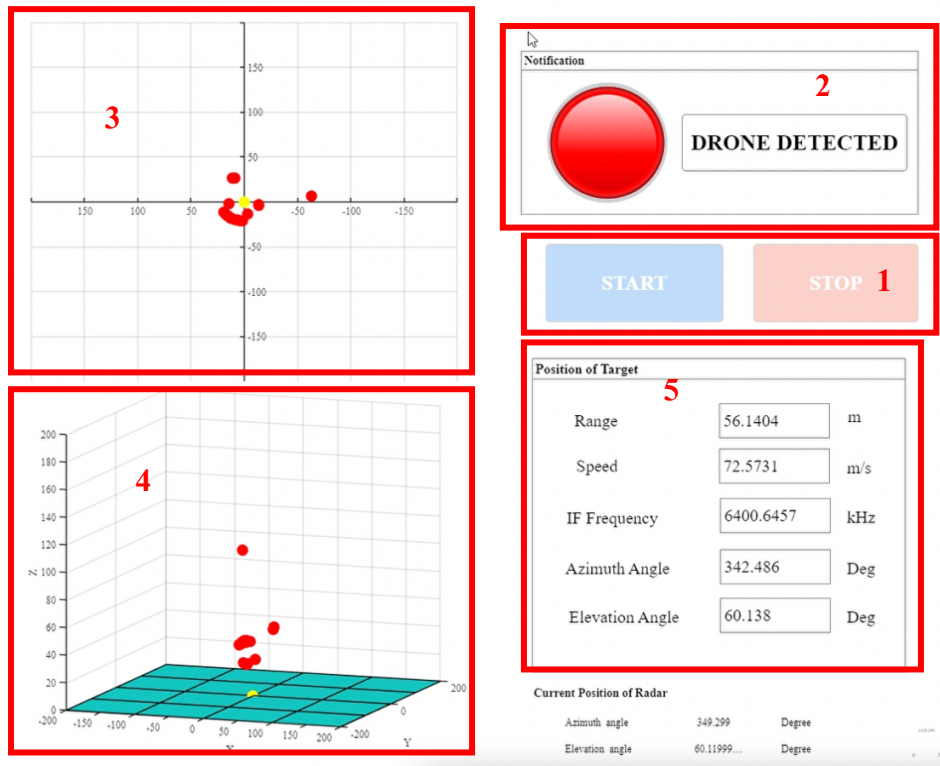 3
150
100
50
150
100
50
-50
-100
-150
-50
-100
-150
Notification
2
DRONE DETECTED
START
STOP
1
4
200
180
160
140
120
Z
100
80
60
40
20
0
-200
-150
-100
-50
0
50
100
150
200
X
-200
0
200
Y
Position of Target
5
Range 56.1404 m
Speed 72.5731 m/s
IF Frequency 6400.6457 kHz
Azimuth Angle 342.486 Deg
Elevation Angle 60.138 Deg
Current Position of Radar
Azimuth angle 349.299 Degree
Elevation angle 60.11999... Degree